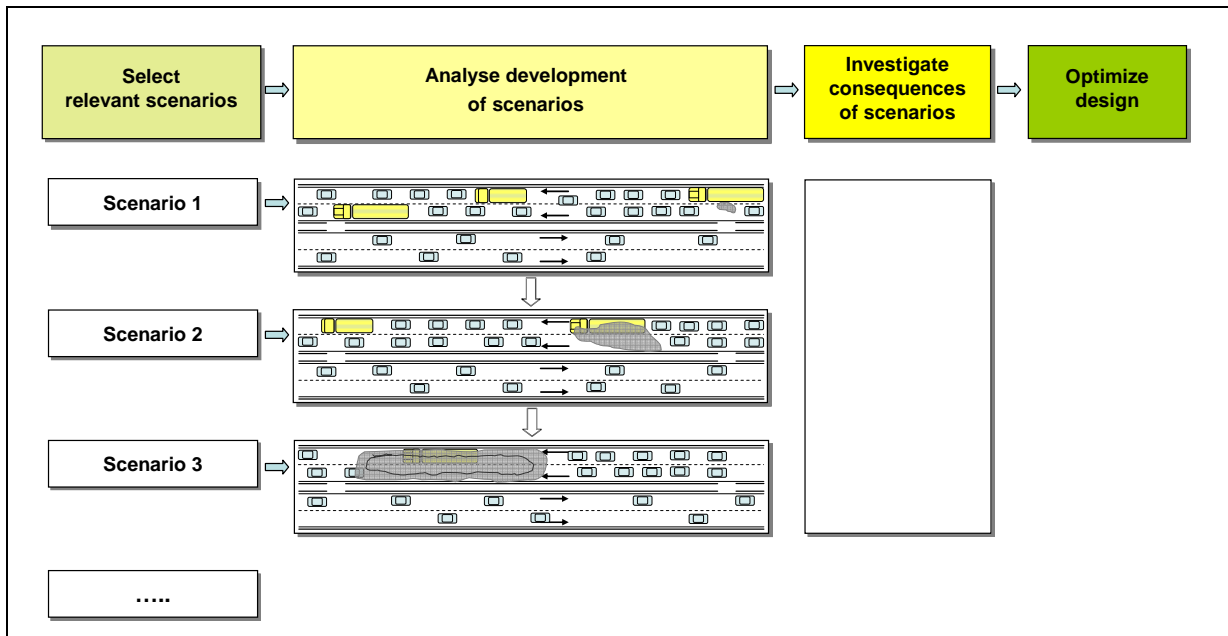 Select
relevant scenarios
Analyse development
of scenarios
Investigate
consequences
of scenarios
Optimize
design
Scenario 1
Scenario 2
Scenario 3
…..